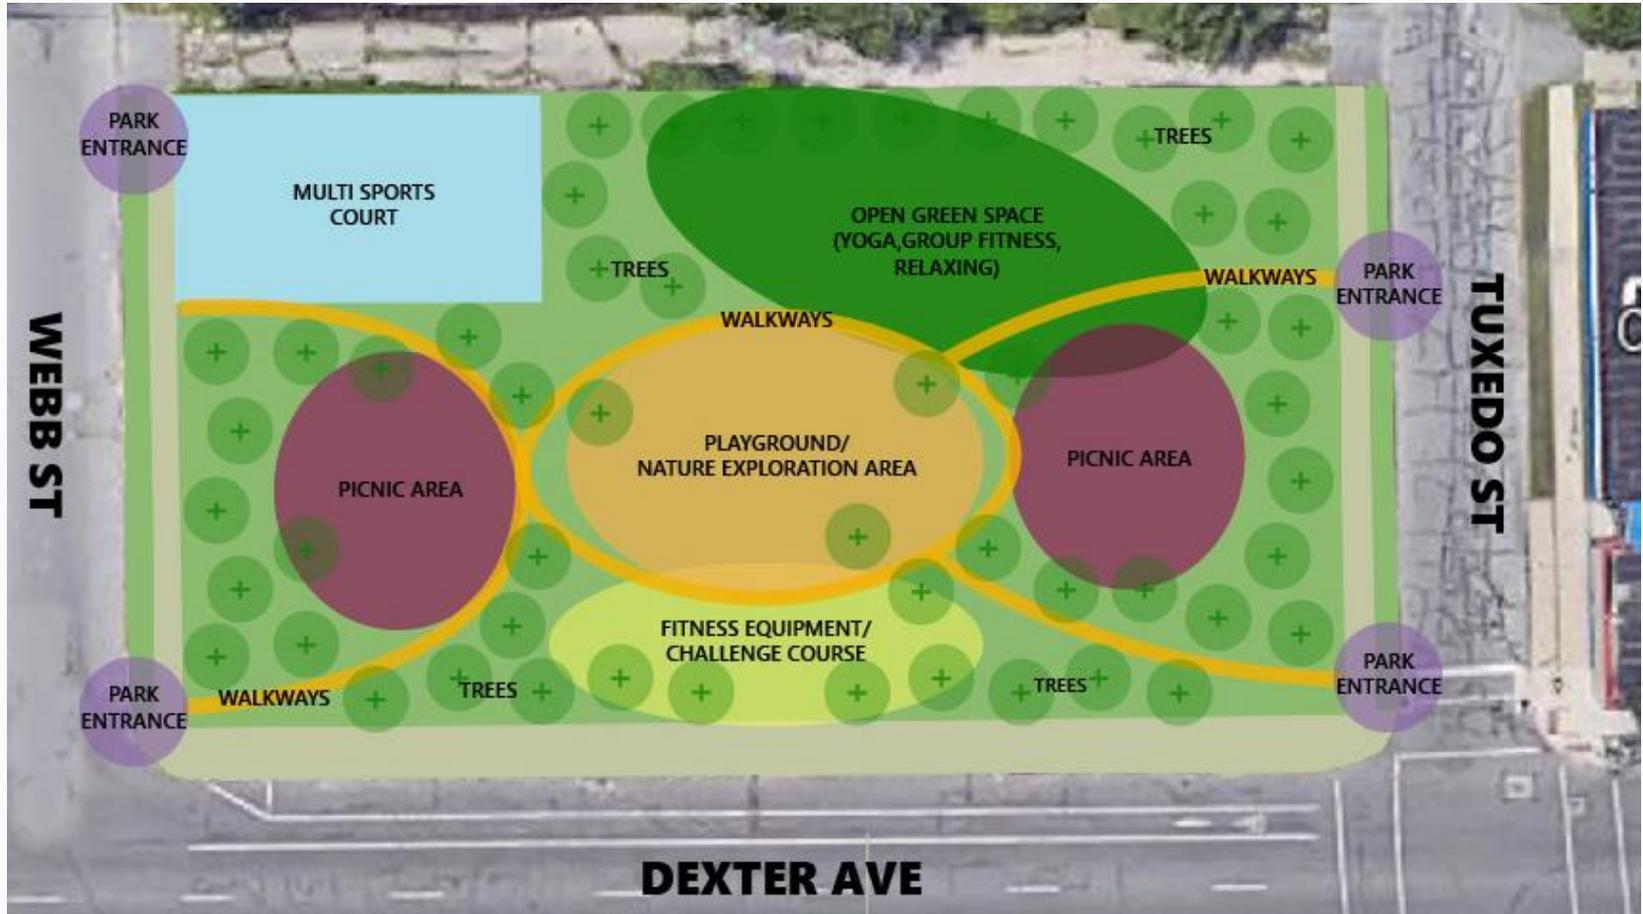 PARK
ENTRANCE
MULTI SPORTS
COURT
TREES
OPEN GREEN SPACE
(YOGA,GROUP FITNESS,
RELAXING)
TREES
WALKWAYS
PARK
ENTRANCE
WALKWAYS
WEBB ST
TUXEDO ST
PICNIC AREA
PLAYGROUND/
NATURE EXPLORATION AREA
PICNIC AREA
FITNESS EQUIPMENT/
CHALLENGE COURSE
PARK
ENTRANCE
WALKWAYS
TREES
TREES
PARK
ENTRANCE
DEXTER AVE